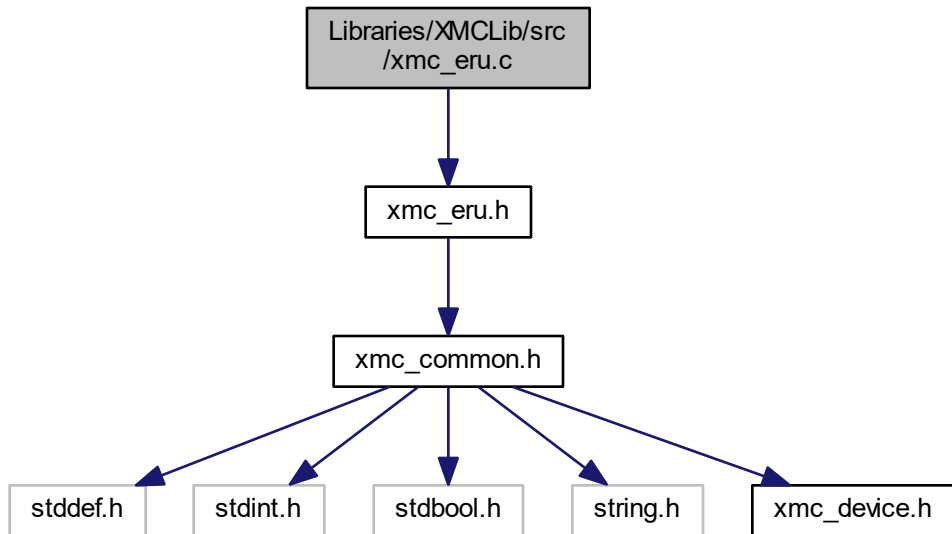 Libraries/XMCLib/src
/xmc_eru.c
xmc_eru.h
xmc_common.h
stddef.h
stdint.h
stdbool.h
string.h
xmc_device.h